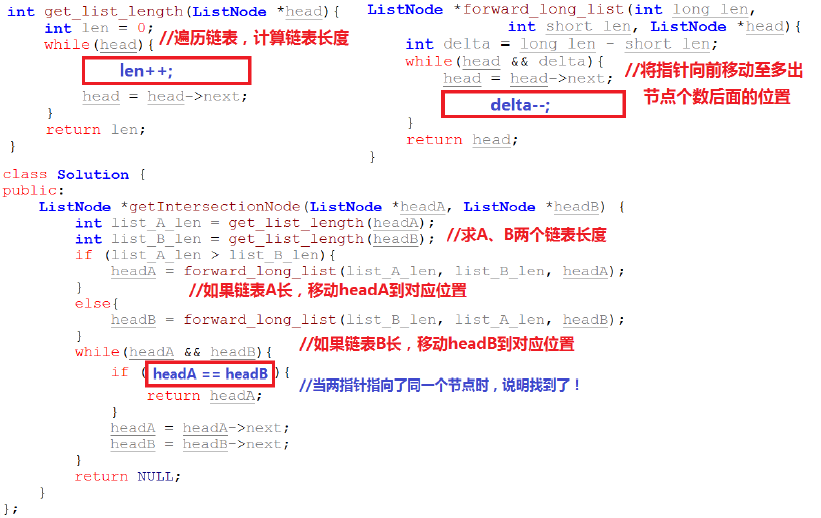 int get_list_length(ListNode *head){
int len = 0;
while(head){ //遍历链表，计算链表长度
len++;
head = head->next;
}
return len;
}
ListNode *forward_long_list(int long_len,
int short_len, ListNode *head){
int delta = long_len - short_len;
while(head && delta){
head = head->next; //将指针向前移动至多出
节点个数后面的位置
delta--;
}
return head;
}
class Solution {
public:
ListNode *getIntersectionNode(ListNode *headA, ListNode *headB) {
int list_A_len = get_list_length(headA);
int list_B_len = get_list_length(headB); //求A、B两个链表长度
if (list_A_len > list_B_len){
headA = forward_long_list(list_A_len, list_B_len, headA);
} //如果链表A长，移动headA到对应位置
else{
headB = forward_long_list(list_B_len, list_A_len, headB);
} //如果链表B长，移动headB到对应位置
while(headA && headB){
if (headA == headB){ //当两指针指向了同一个节点时，说明找到了！
return headA;
}
headA = headA->next;
headB = headB->next;
}
return NULL;
}
};